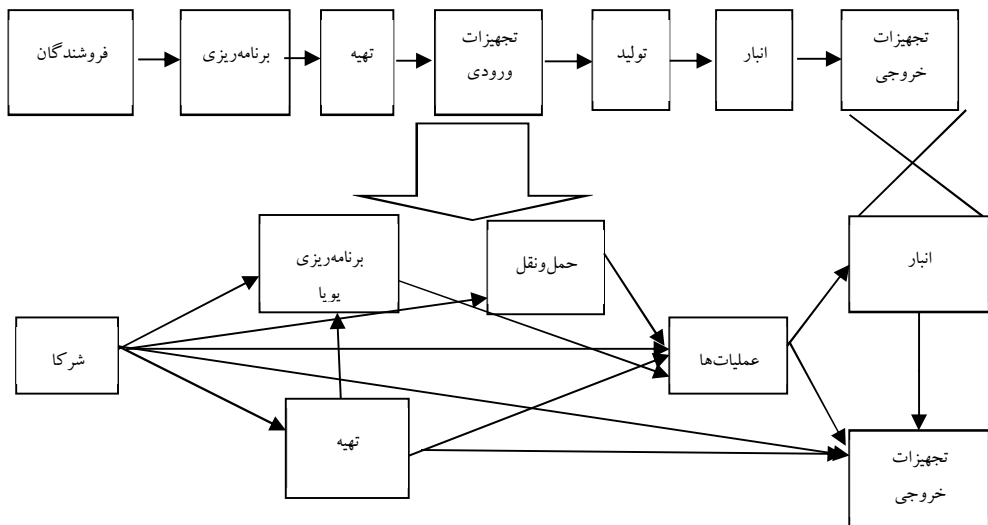 فروشندگان
برنامه‌ریزی
تهیه
تجهیزات
ورودی
تولید
انبار
تجهیزات
خروجی
برنامه‌ریزی
پویا
حمل‌ونقل
انبار
شرکا
عملیات‌ها
تهیه
تجهیزات
خروجی